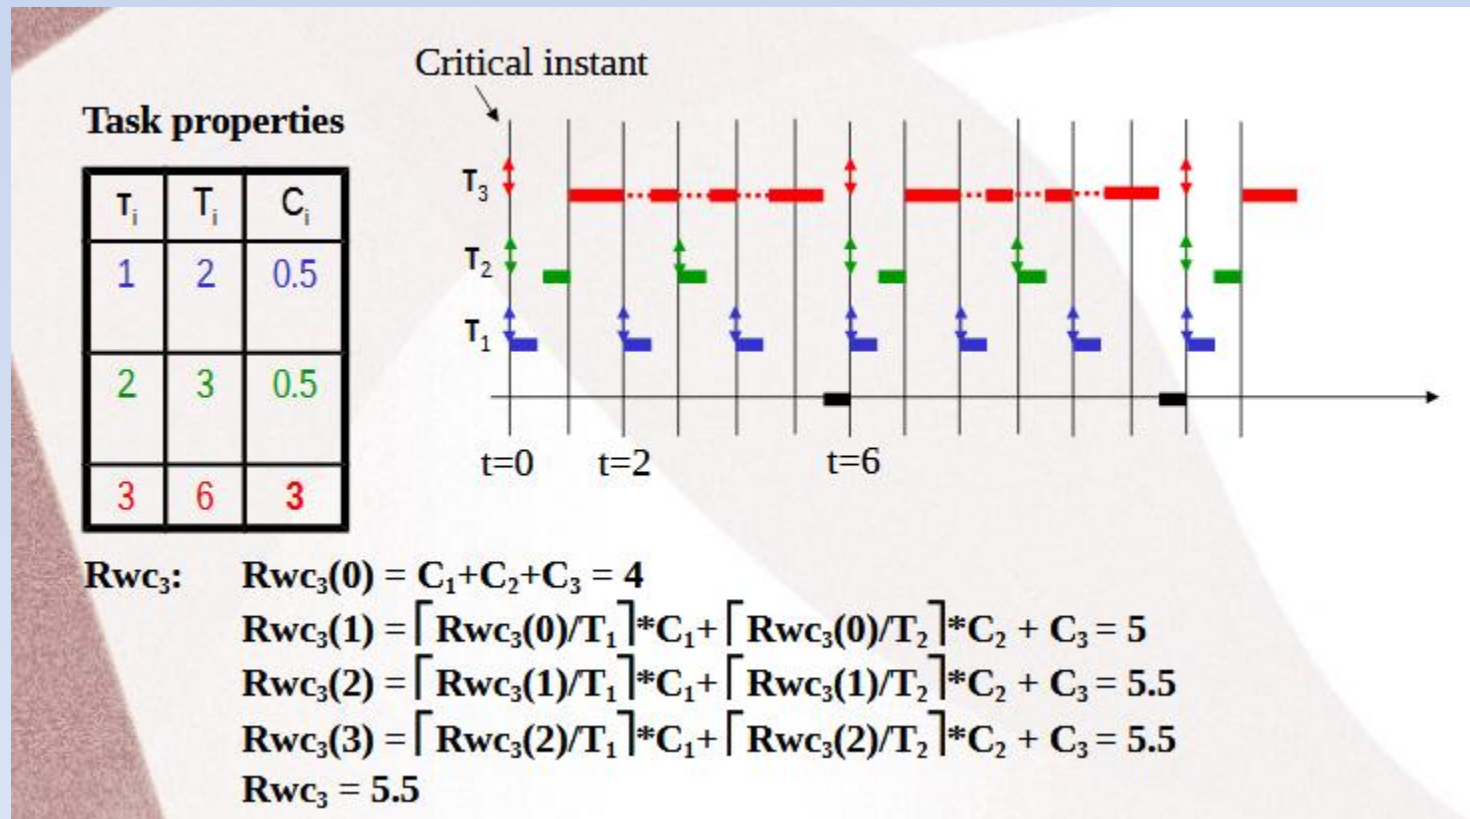 Critical instant
Task properties
τᵢ Tᵢ Cᵢ
1 2 0.5
2 3 0.5
3 6 3
τ₃
τ₂
τ₁
t=0 t=2 t=6
Rwc₃: Rwc₃(0) = C₁+C₂+C₃ = 4
Rwc₃(1) =⌈ Rwc₃(0)/T₁⌉*C₁+⌈ Rwc₃(0)/T₂⌉*C₂ + C₃ = 5
Rwc₃(2) =⌈ Rwc₃(1)/T₁⌉*C₁+⌈ Rwc₃(1)/T₂⌉*C₂ + C₃ = 5.5
Rwc₃(3) =⌈ Rwc₃(2)/T₁⌉*C₁+⌈ Rwc₃(2)/T₂⌉*C₂ + C₃ = 5.5
Rwc₃ = 5.5